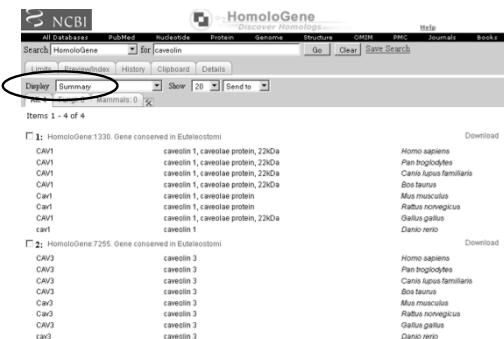 NCBI HomoloGene
Discover Homologs
Help
All Databases PubMed Nucleotide Protein Genome Structure OMIM PMC Journals Books
Search HomoloGene for caveolin Go Clear Save Search
Limits Preview/Index History Clipboard Details
Display Summary Show 20 Send to
All: 4 Fungi: 0 Mammals: 0
Items 1 - 4 of 4
1: HomoloGene:1330. Gene conserved in Euteleostomi Download
CAV1 caveolin 1, caveolae protein, 22kDa Homo sapiens
CAV1 caveolin 1, caveolae protein, 22kDa Pan troglodytes
CAV1 caveolin 1, caveolae protein, 22kDa Canis lupus familiaris
CAV1 caveolin 1, caveolae protein, 22kDa Bos taurus
Cav1 caveolin 1, caveolae protein Mus musculus
Cav1 caveolin 1, caveolae protein Rattus norvegicus
CAV1 caveolin 1, caveolae protein, 22kDa Gallus gallus
cav1 caveolin 1 Danio rerio
2: HomoloGene:7255. Gene conserved in Euteleostomi Download
CAV3 caveolin 3 Homo sapiens
CAV3 caveolin 3 Pan troglodytes
CAV3 caveolin 3 Canis lupus familiaris
CAV3 caveolin 3 Bos taurus
Cav3 caveolin 3 Mus musculus
Cav3 caveolin 3 Rattus norvegicus
CAV3 caveolin 3 Gallus gallus
cav3 caveolin 3 Danio rerio